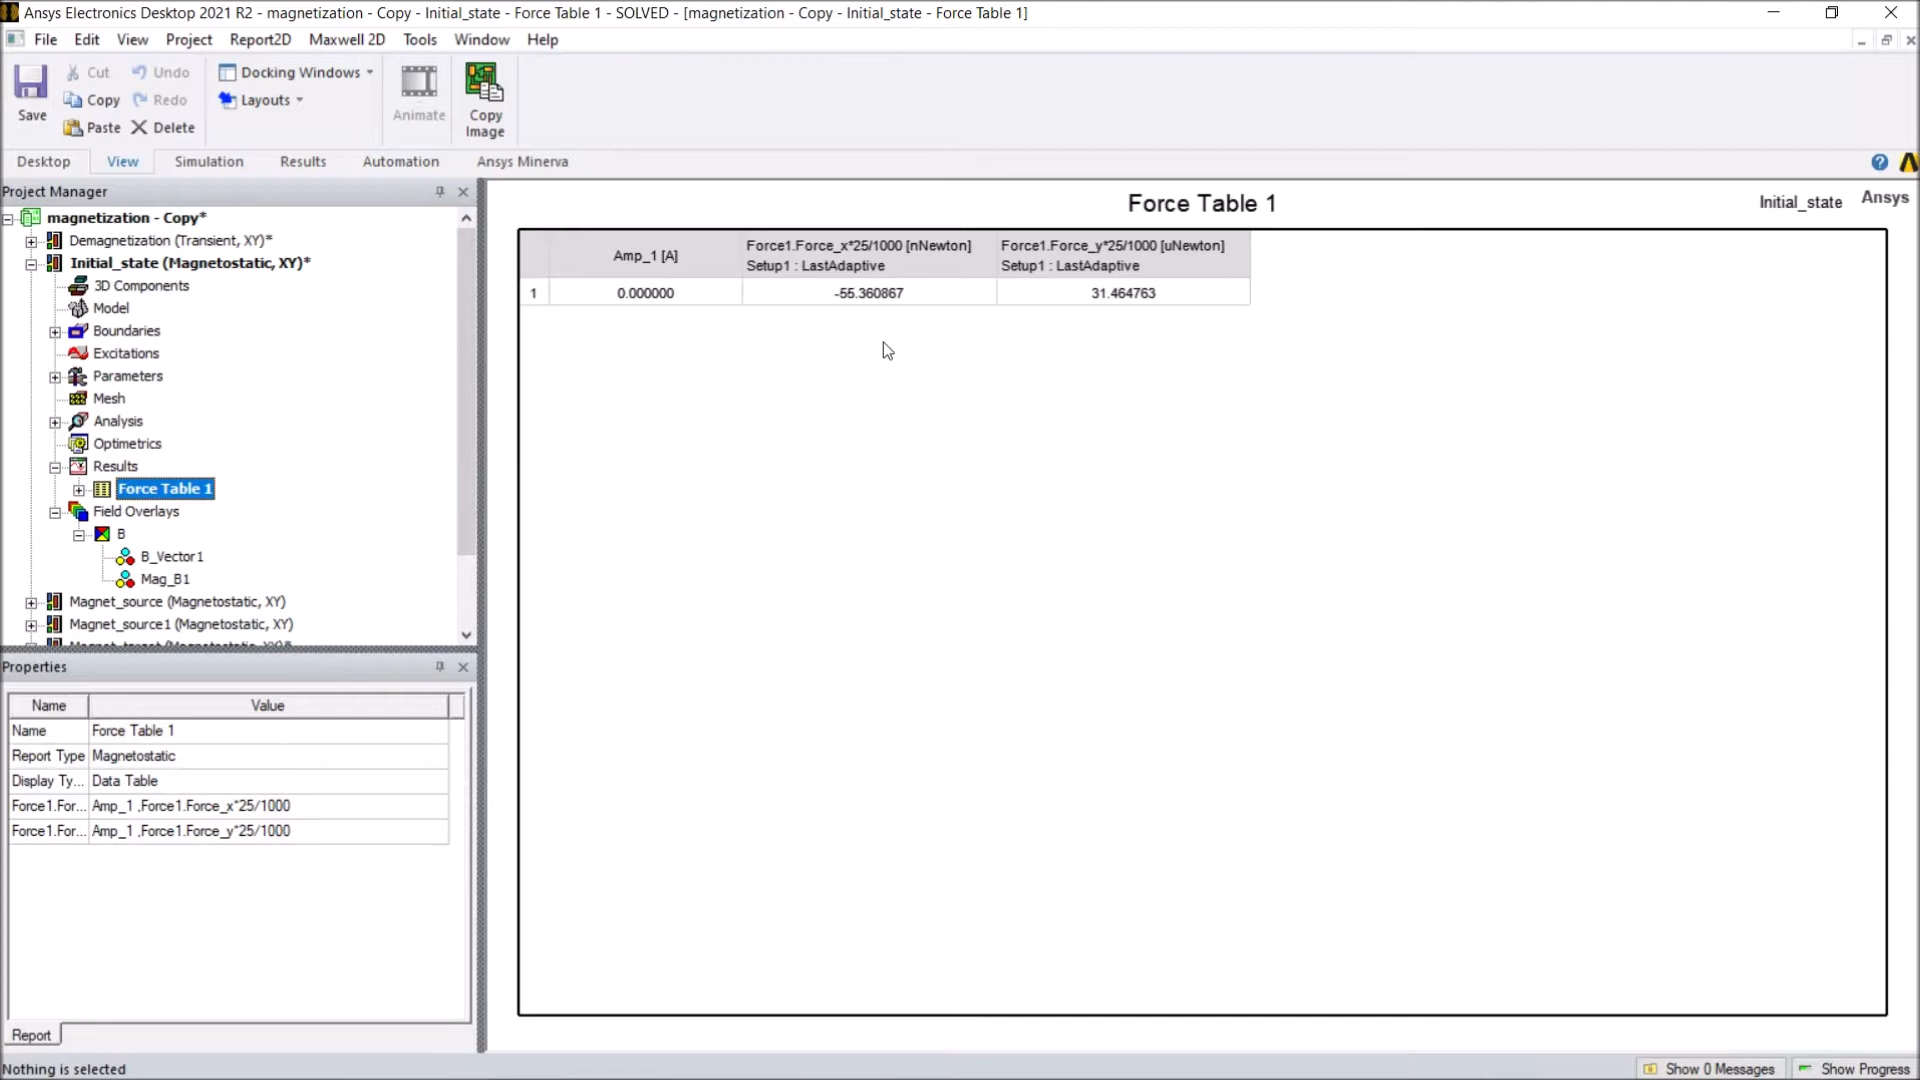 Ansys Electronics Desktop 2021 R2 - magnetization - Copy - Initial_state - Force Table 1 - SOLVED - [magnetization - Copy - Initial_state - Force Table 1]
File Edit View Project Report2D Maxwell 2D Tools Window Help
Save
Cut
Copy
Paste
Undo
Redo
Delete
Docking Windows
Layouts
Animate
Copy
Image
Desktop View Simulation Results Automation Ansys Minerva
Project Manager
magnetization - Copy*
Demagnetization (Transient, XY)*
Initial_state (Magnetostatic, XY)*
3D Components
Model
Boundaries
Excitations
Parameters
Mesh
Analysis
Optimetrics
Results
Force Table 1
Field Overlays
B
B_Vector1
Mag_B1
Magnet_source (Magnetostatic, XY)
Magnet_source1 (Magnetostatic, XY)
Properties
Name Value
Name Force Table 1
Report Type Magnetostatic
Display Ty... Data Table
Force1.For... Amp_1 ,Force1.Force_x*25/1000
Force1.For... Amp_1 ,Force1.Force_y*25/1000
Report
Force Table 1
Initial_state
Ansys
Amp_1 [A]
Force1.Force_x*25/1000 [nNewton]
Setup1 : LastAdaptive
Force1.Force_y*25/1000 [uNewton]
Setup1 : LastAdaptive
1 0.000000 -55.360867 31.464763
Nothing is selected
Show 0 Messages
Show Progress